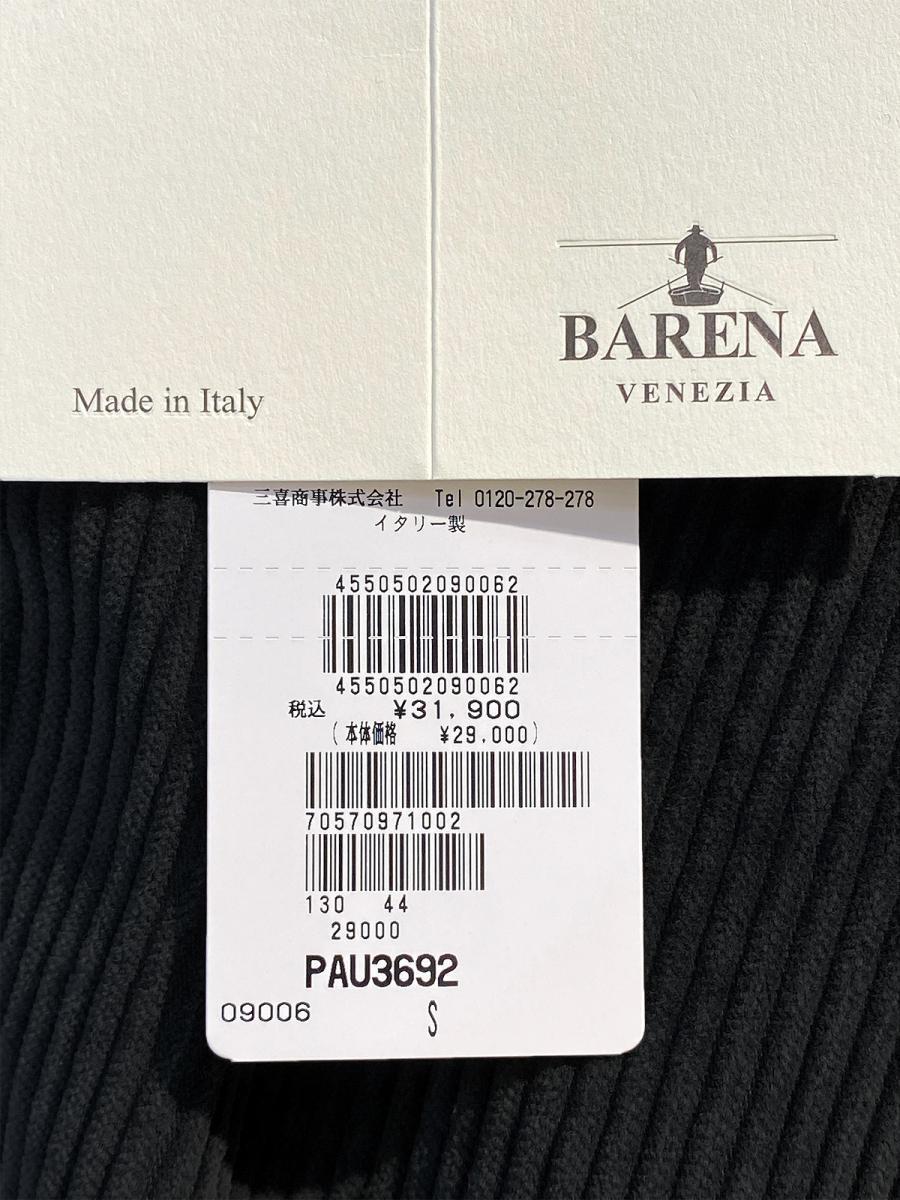 Made in Italy
BARENA
VENEZIA
三喜商事株式会社 Tel 0120-278-278
イタリー製
4550502090062
4550502090062
税込 ¥31,900
(本体価格 ¥29,000)
70570971002
130 44
29000
PAU3692
09006 S